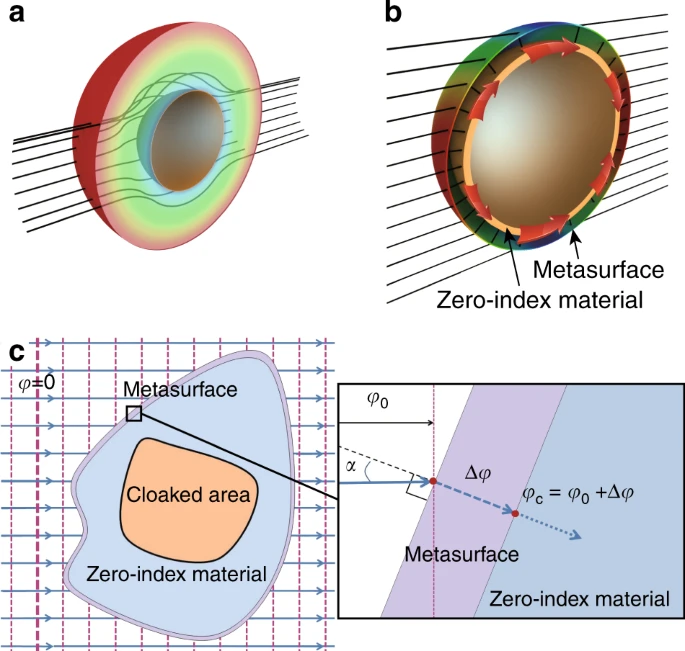 a
b
Metasurface
Zero-index material
c
φ=0
Metasurface
Cloaked area
Zero-index material
φ₀
α
Δφ
φc = φ₀ +Δφ
Metasurface
Zero-index material